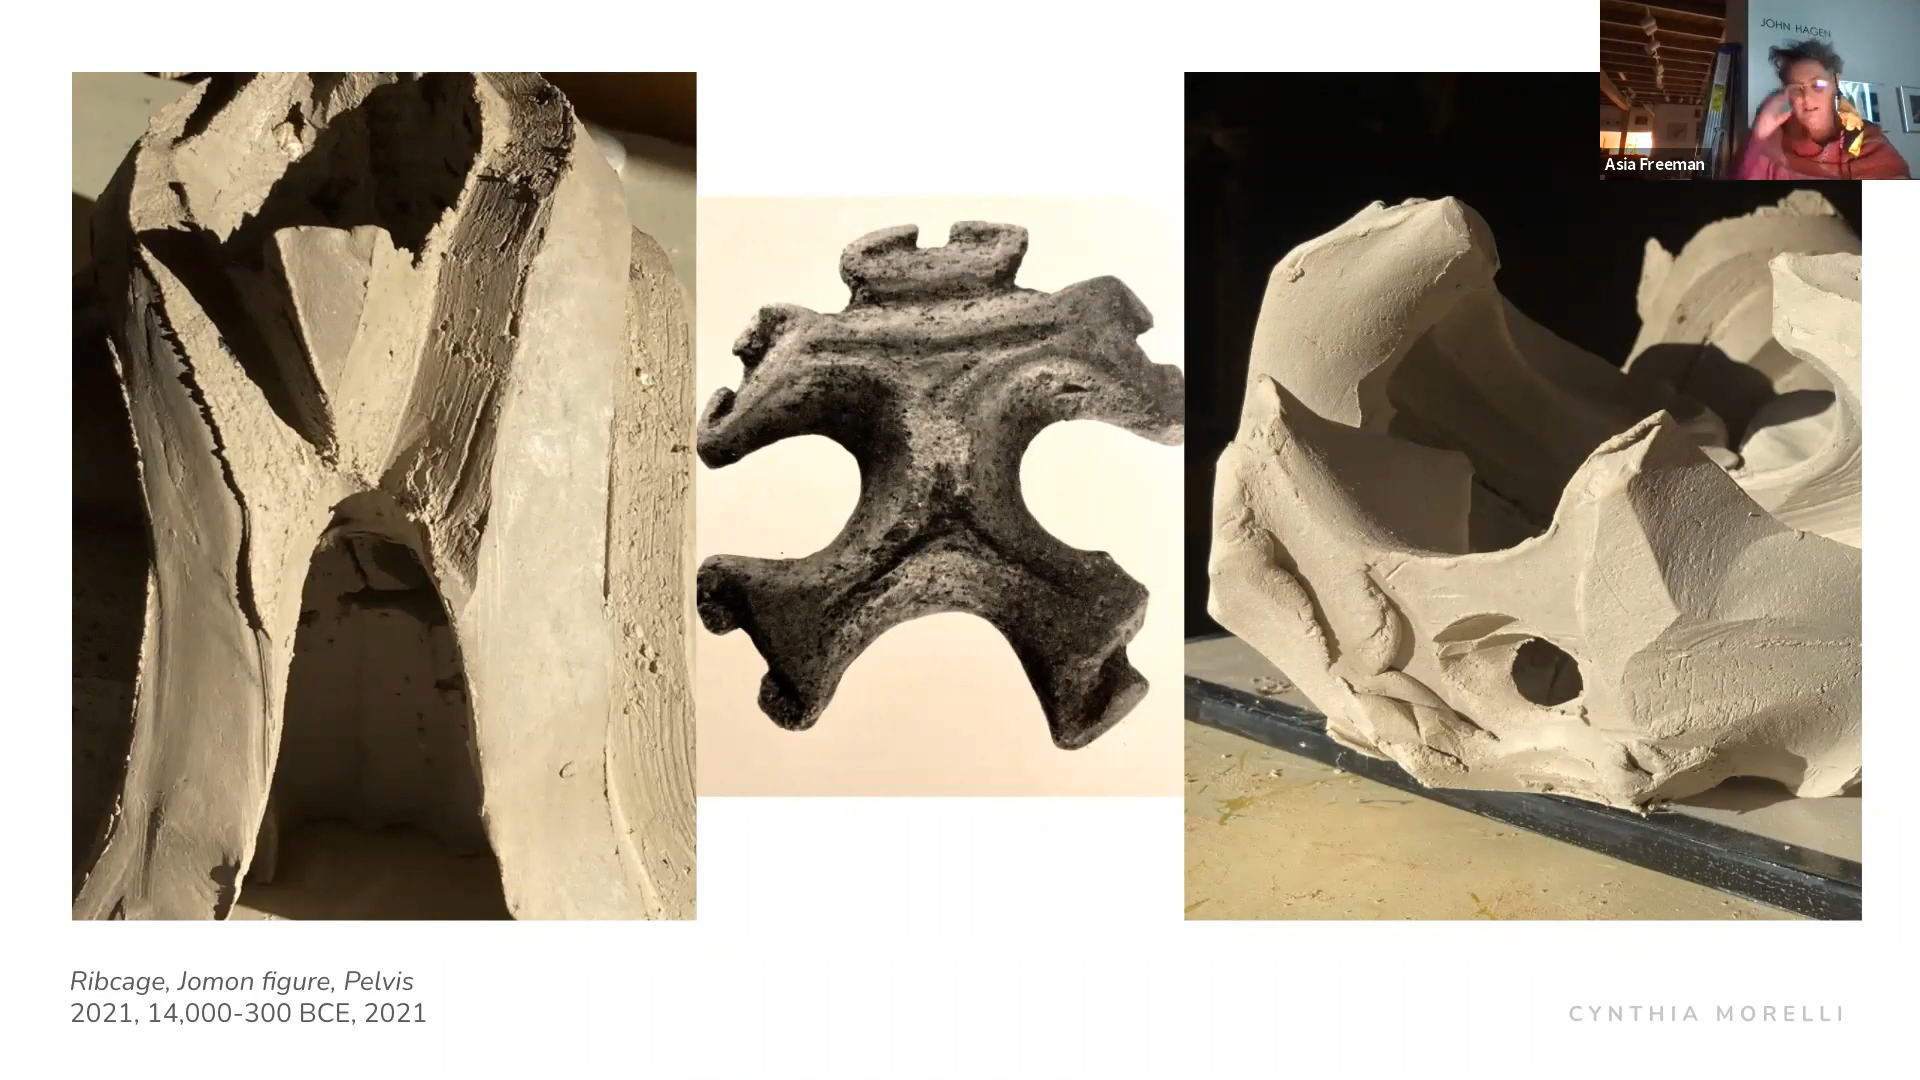 JOHN HAGEN
Asia Freeman
Ribcage, Jomon figure, Pelvis
2021, 14,000-300 BCE, 2021
CYNTHIA MORELLI